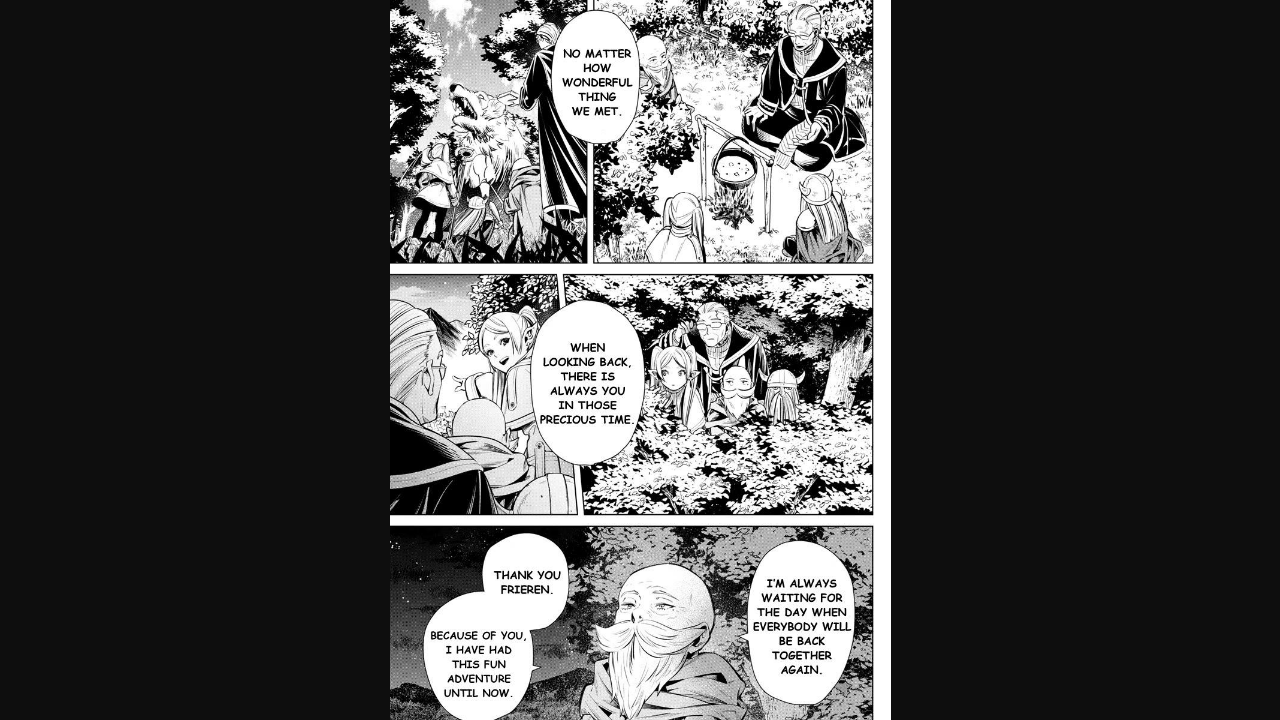 NO MATTER
HOW
WONDERFUL
THING
WE MET.
WHEN
LOOKING BACK,
THERE IS
ALWAYS YOU
IN THOSE
PRECIOUS TIME.
I'M ALWAYS
WAITING FOR
THE DAY WHEN
EVERYBODY WILL
BE BACK
TOGETHER
AGAIN.
THANK YOU
FRIEREN.
BECAUSE OF YOU,
I HAVE HAD
THIS FUN
ADVENTURE
UNTIL NOW.